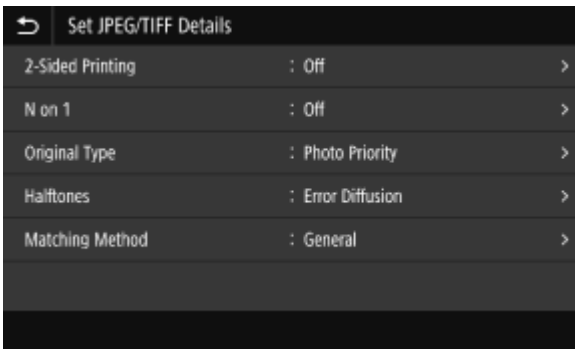 Set JPEG/TIFF Details
2-Sided Printing : Off >
N on 1 : Off >
Original Type : Photo Priority >
Halftones : Error Diffusion >
Matching Method : General >